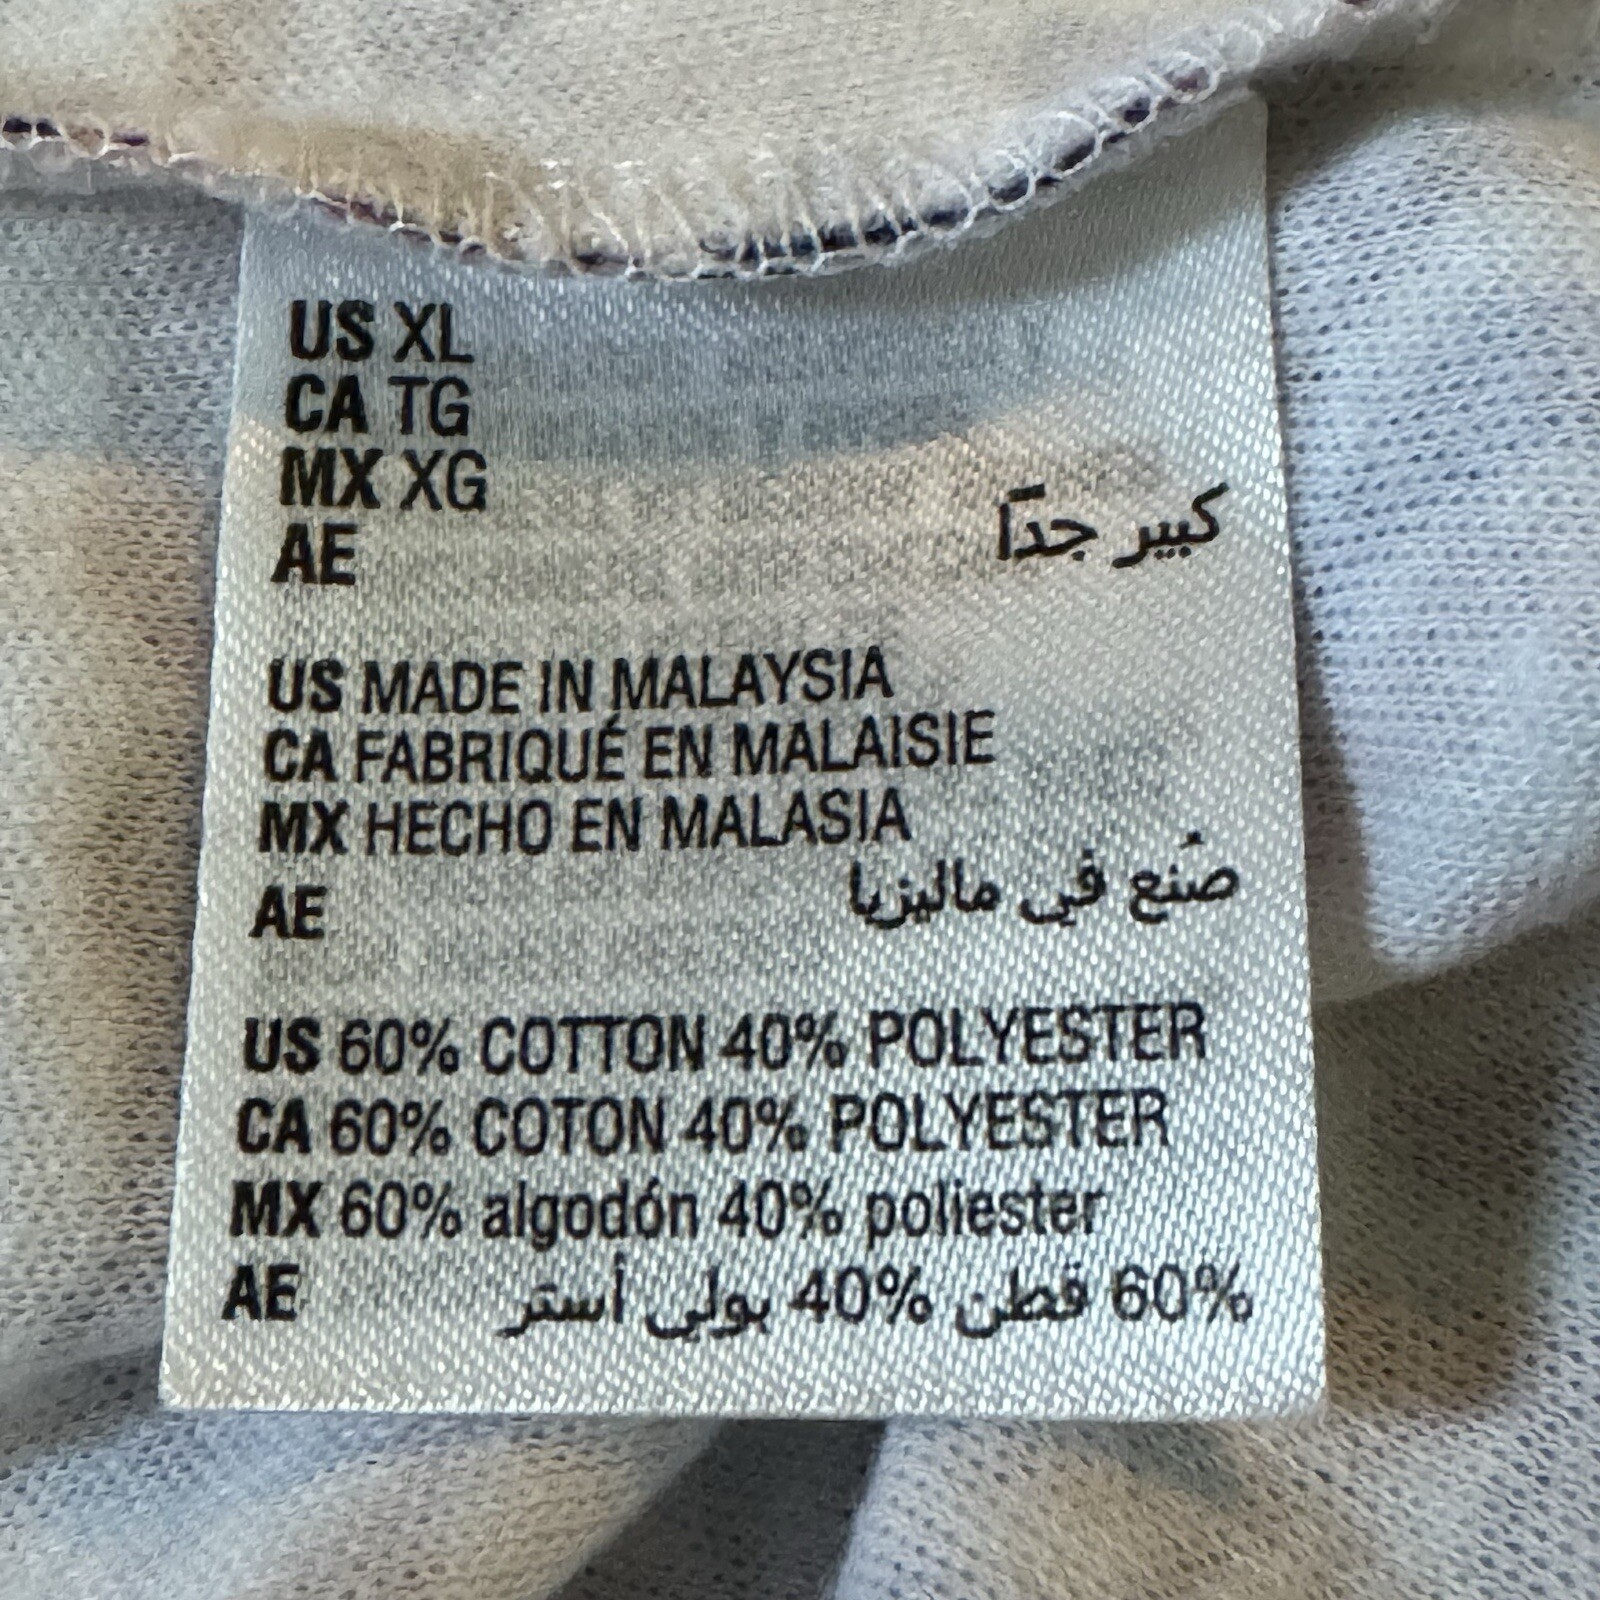 US XL
CA TG
MX XG
AE كبير جدًا
US MADE IN MALAYSIA
CA FABRIQUÉ EN MALAISIE
MX HECHO EN MALASIA
AE صُنع في ماليزيا
US 60% COTTON 40% POLYESTER
CA 60% COTON 40% POLYESTER
MX 60% algodón 40% poliester
AE 60% قطن 40% بولي أستر